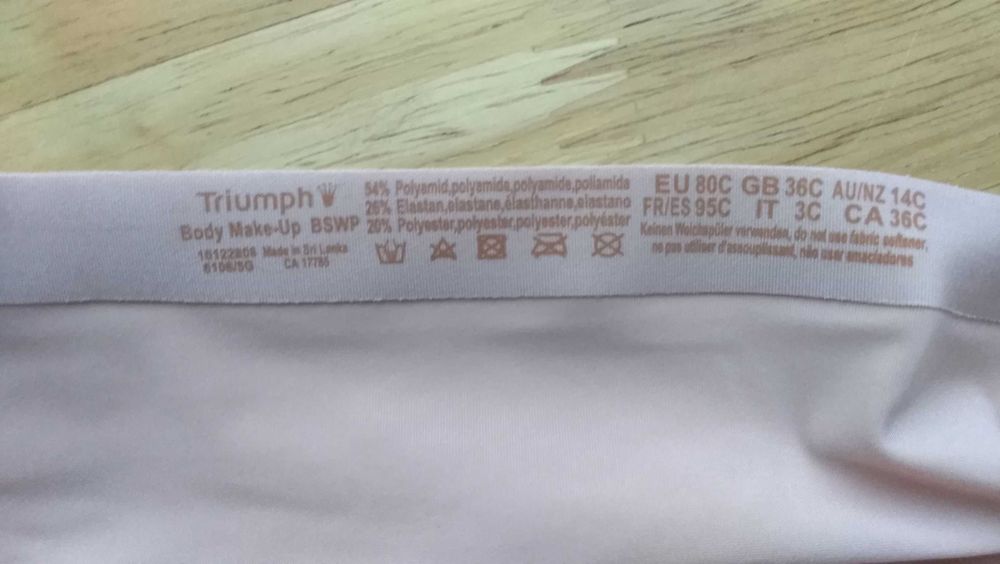 Triumph
Body Make-Up BSWP
10122808 Made in Sri Lanka
6106/SG CA 17785
54% Polyamid,polyamide,polyamide,poliamida
26% Elastan,elastane,élasthanne,elastano
20% Polyester,polyester,polyester,poliéster
EU 80C GB 36C AU/NZ 14C
FR/ES 95C IT 3C CA 36C
Keinen Weichspüler verwenden, do not use fabric softener,
ne pas utiliser d'assouplissant, não usar amaciadores